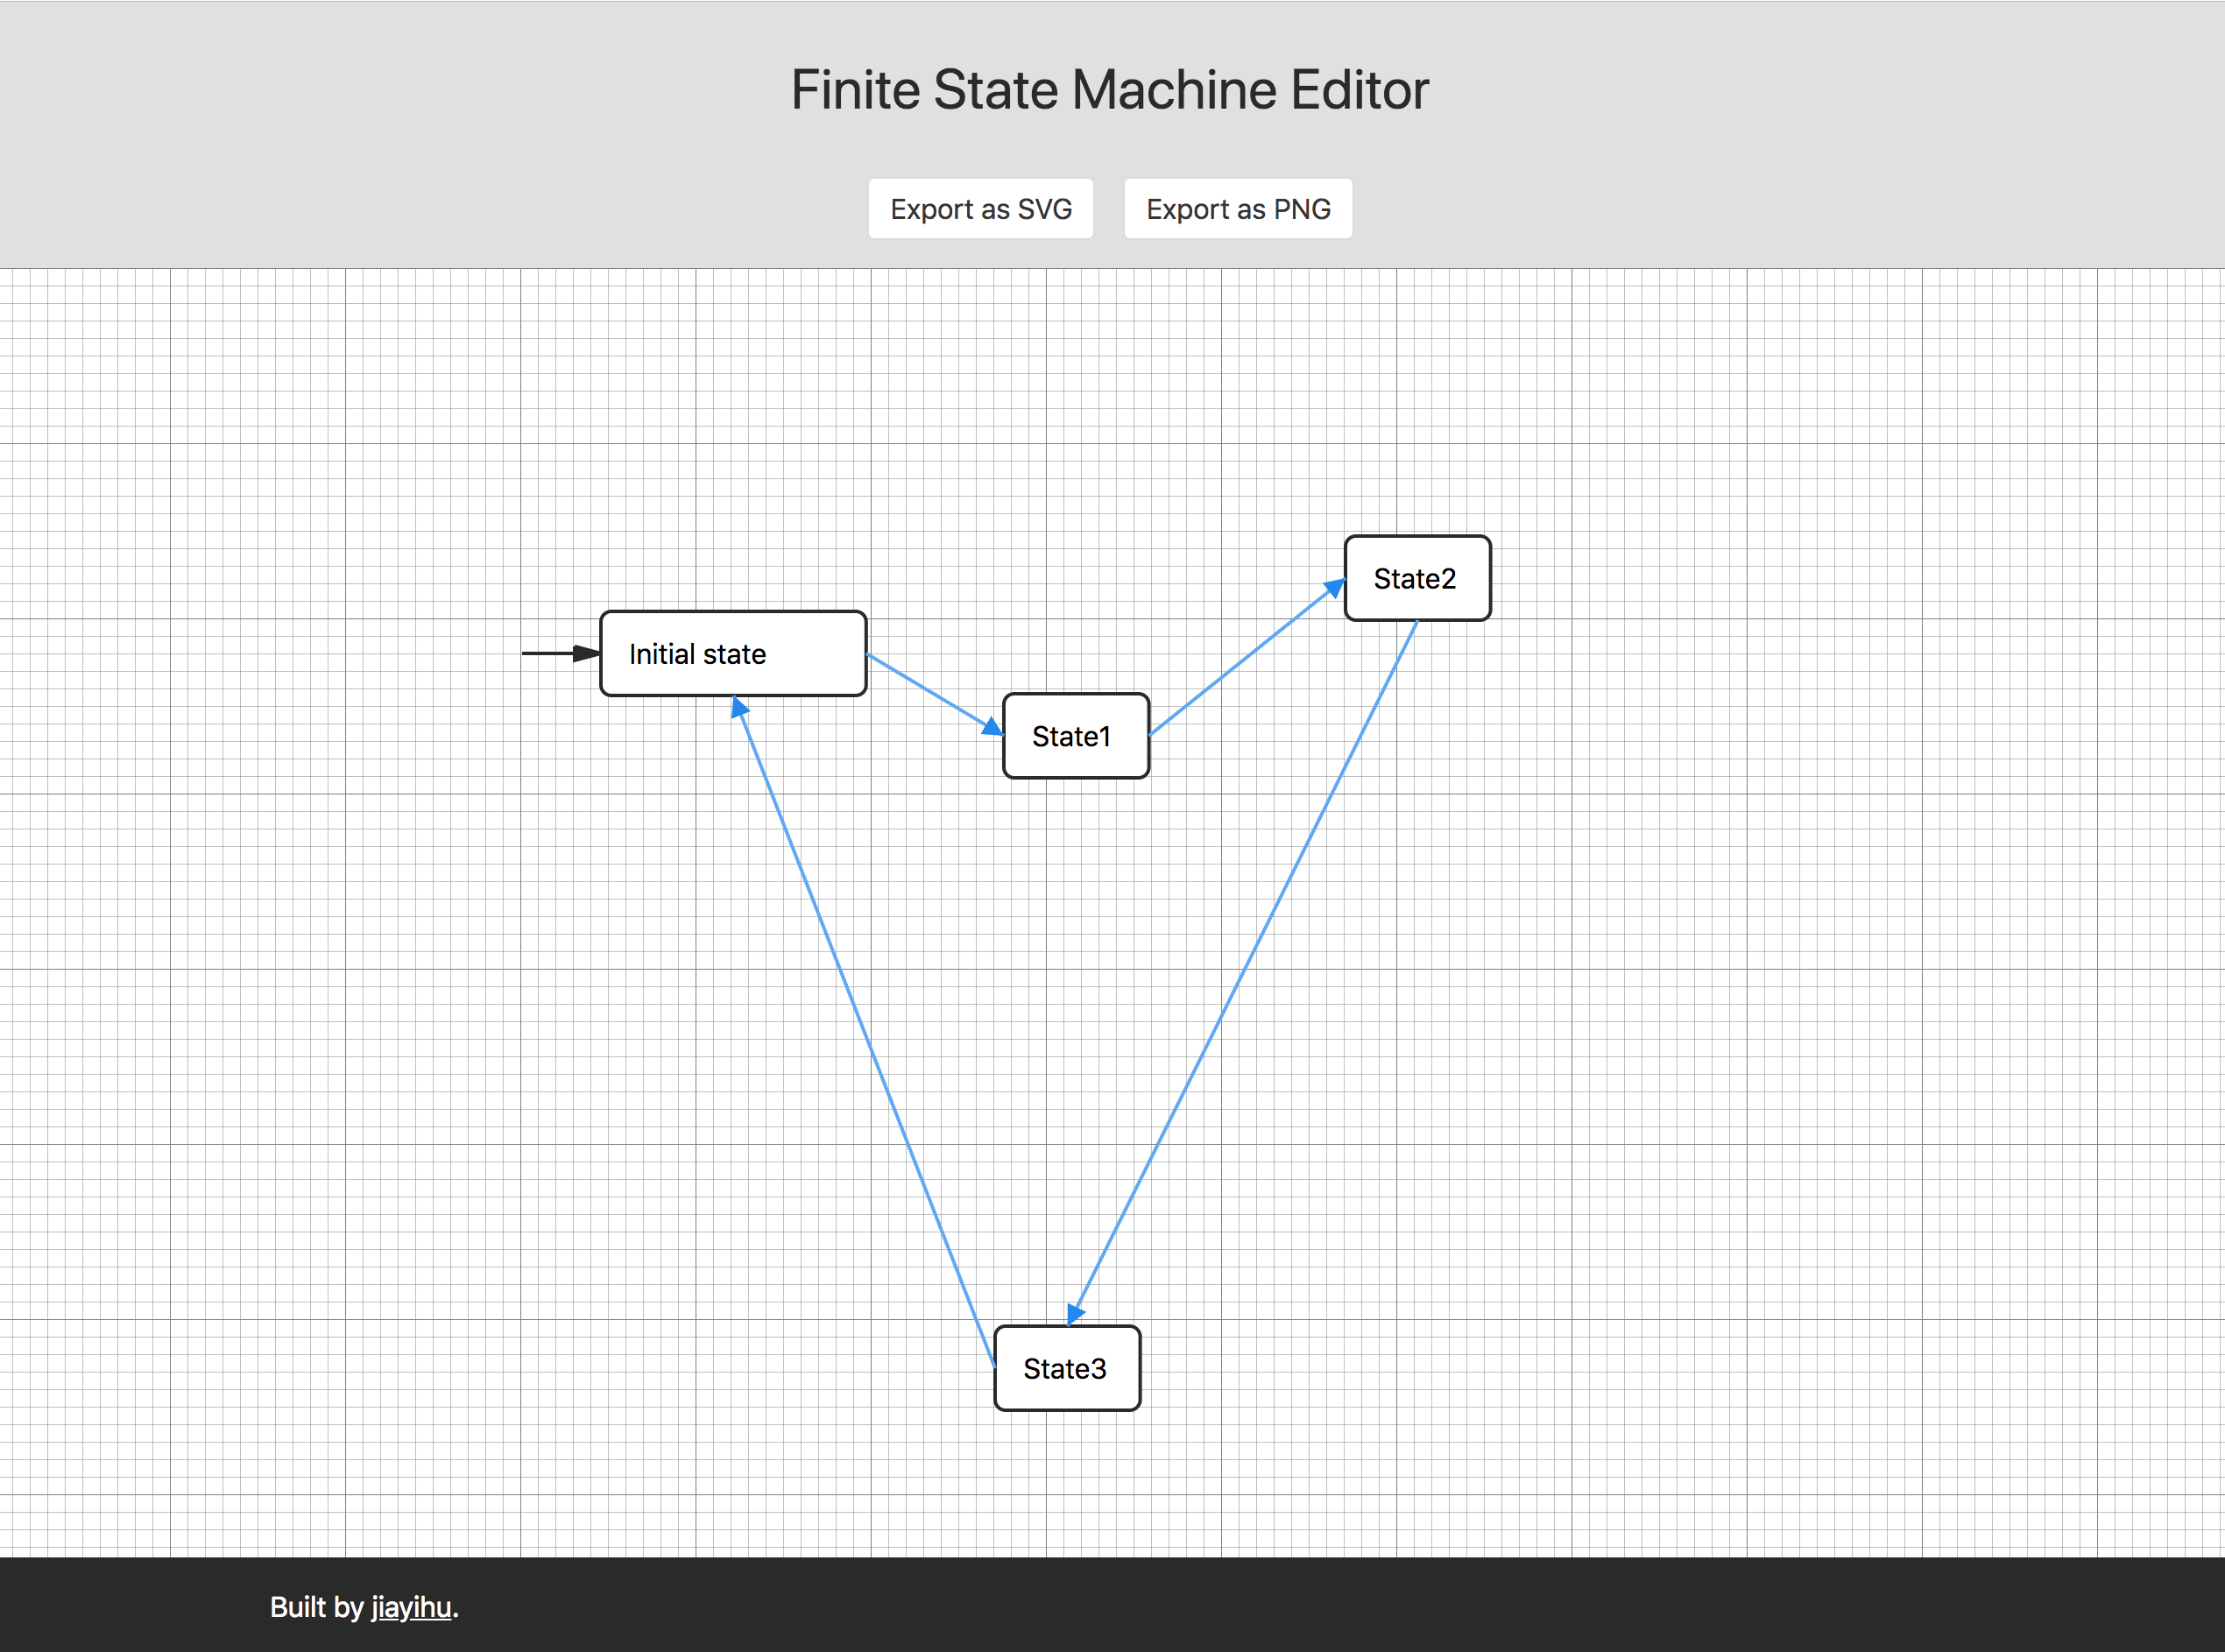 Finite State Machine Editor
Export as SVG
Export as PNG
State2
Initial state
State1
State3
Built by jiayihu.